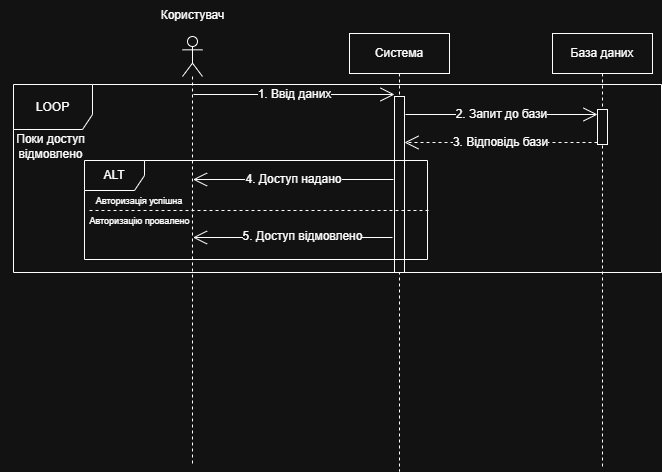 Користувач
Система
База даних
LOOP
1. Ввід даних
2. Запит до бази
Поки доступ
відмовлено
3. Відповідь бази
ALT
4. Доступ надано
Авторизація успішна
Авторизацію провалено
5. Доступ відмовлено